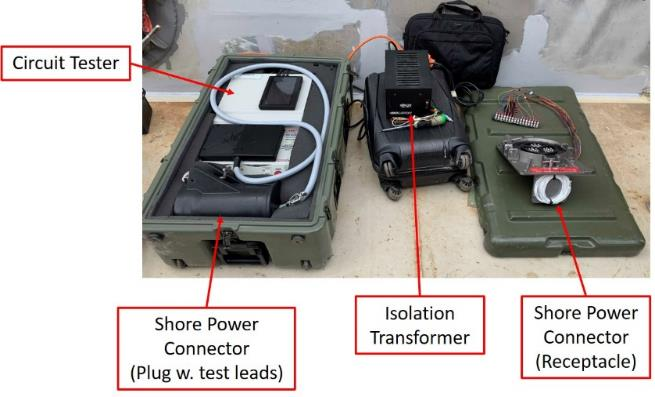 Circuit Tester
Shore Power
Connector
(Plug w. test leads)
Isolation
Transformer
Shore Power
Connector
(Receptacle)